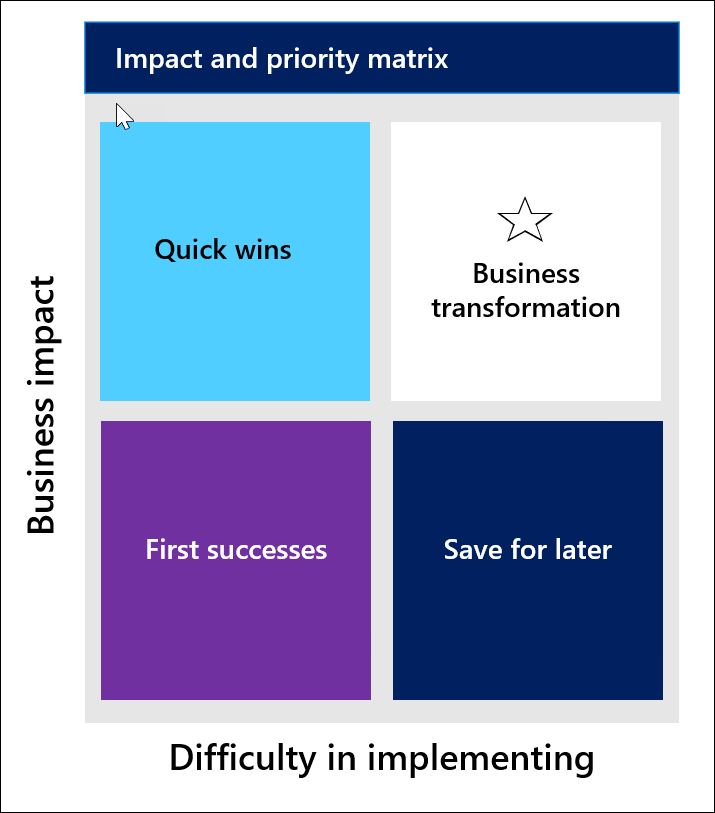 Impact and priority matrix
Quick wins
Business
transformation
Business impact
First successes
Save for later
Difficulty in implementing